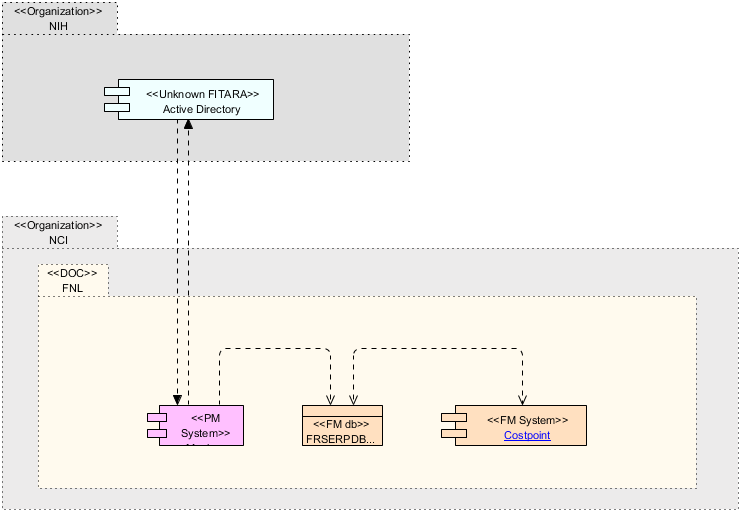 <<Organization>>
NIH
<<Unknown FITARA>>
Active Directory
<<Organization>>
NCI
<<DOC>>
FNL
<<PM
System>>
<<FM db>>
FRSERPDB...
<<FM System>>
Costpoint